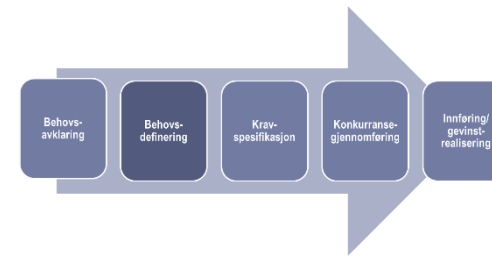 Behovs-
avklaring
Behovs-
definering
Krav-
spesifikasjon
Konkurranse-
gjennomføring
Innføring/
gevinst-
realisering